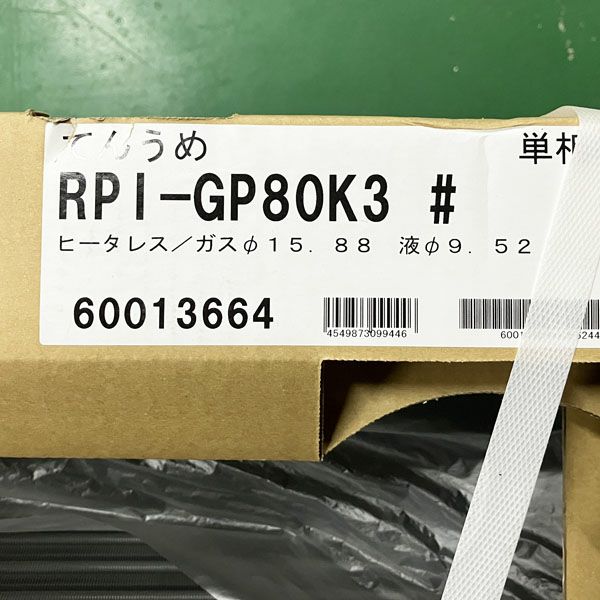 てんうめ 単相
RPI-GP80K3 #
ヒータレス／ガスφ15.88 液φ9.52
60013664
4549873099446